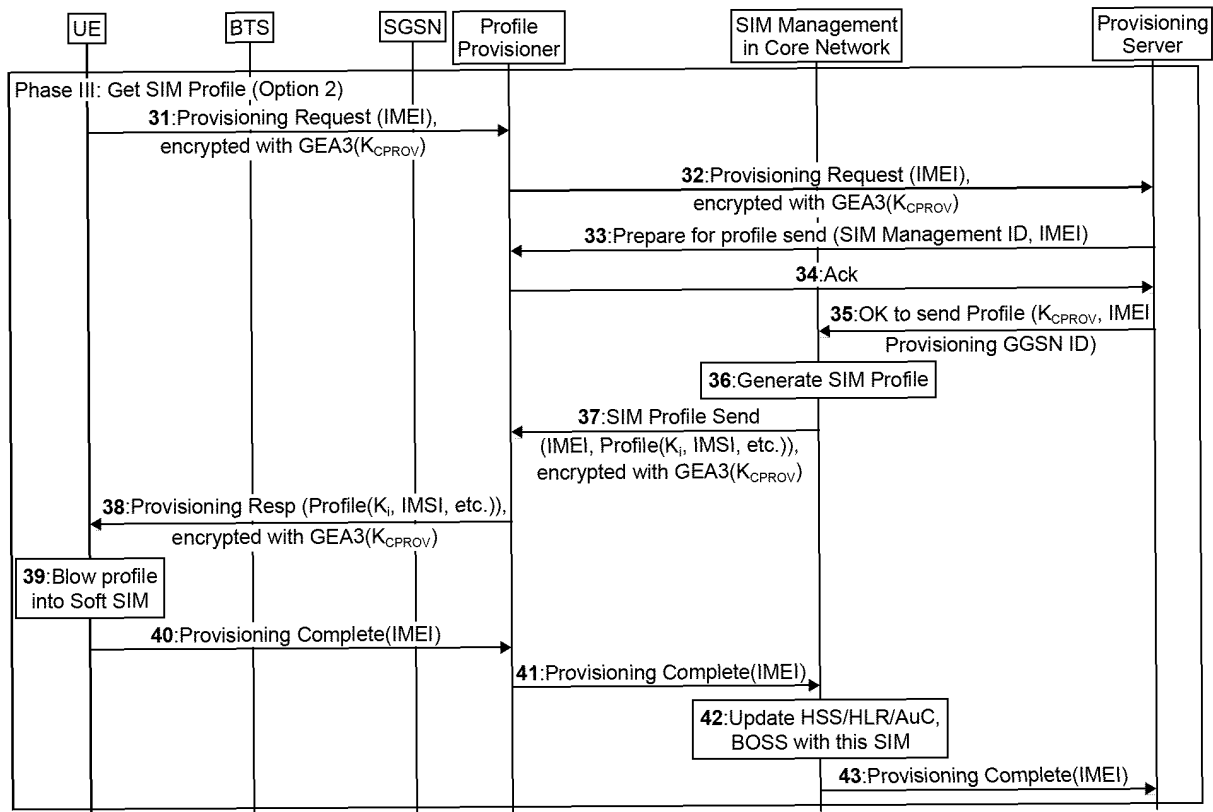 UE
BTS
SGSN
Profile
Provisioner
SIM Management
in Core Network
Provisioning
Server
Phase III: Get SIM Profile (Option 2)
31:Provisioning Request (IMEI),
encrypted with GEA3(KCPROV)
32:Provisioning Request (IMEI),
encrypted with GEA3(KCPROV)
33:Prepare for profile send (SIM Management ID, IMEI)
34:Ack
35:OK to send Profile (KCPROV, IMEI
Provisioning GGSN ID)
36:Generate SIM Profile
37:SIM Profile Send
(IMEI, Profile(Ki, IMSI, etc.)),
encrypted with GEA3(KCPROV)
38:Provisioning Resp (Profile(Ki, IMSI, etc.)),
encrypted with GEA3(KCPROV)
39:Blow profile
into Soft SIM
40:Provisioning Complete(IMEI)
41:Provisioning Complete(IMEI)
42:Update HSS/HLR/AuC,
BOSS with this SIM
43:Provisioning Complete(IMEI)